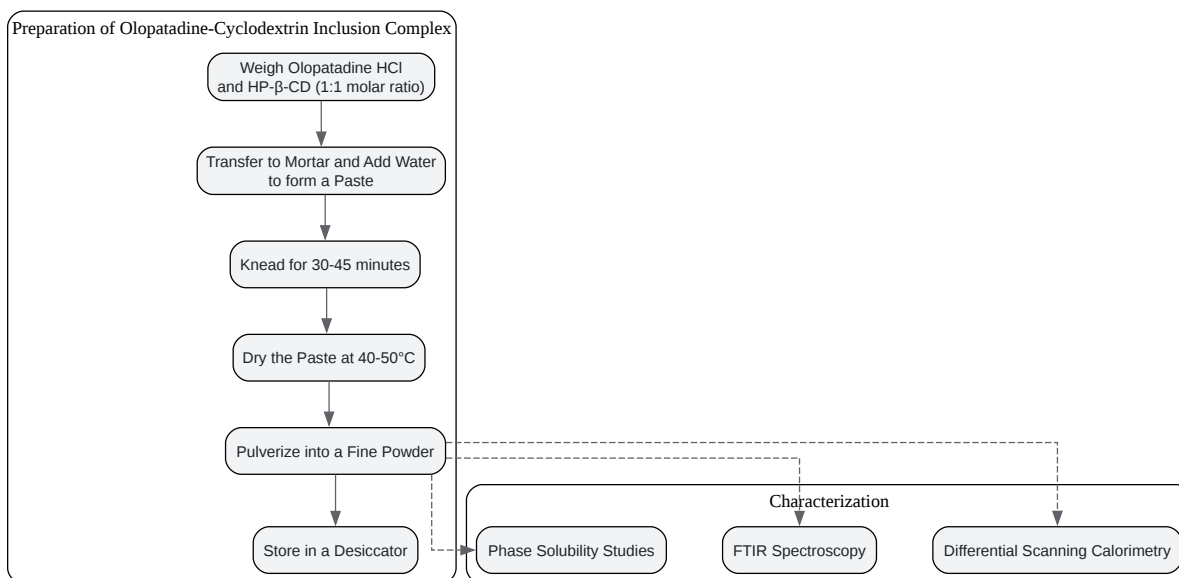 Preparation of Olopatadine-Cyclodextrin Inclusion Complex
Weigh Olopatadine HCl
and HP-β-CD (1:1 molar ratio)
Transfer to Mortar and Add Water
to form a Paste
Knead for 30-45 minutes
Dry the Paste at 40-50°C
Pulverize into a Fine Powder
Store in a Desiccator
Characterization
Phase Solubility Studies
FTIR Spectroscopy
Differential Scanning Calorimetry